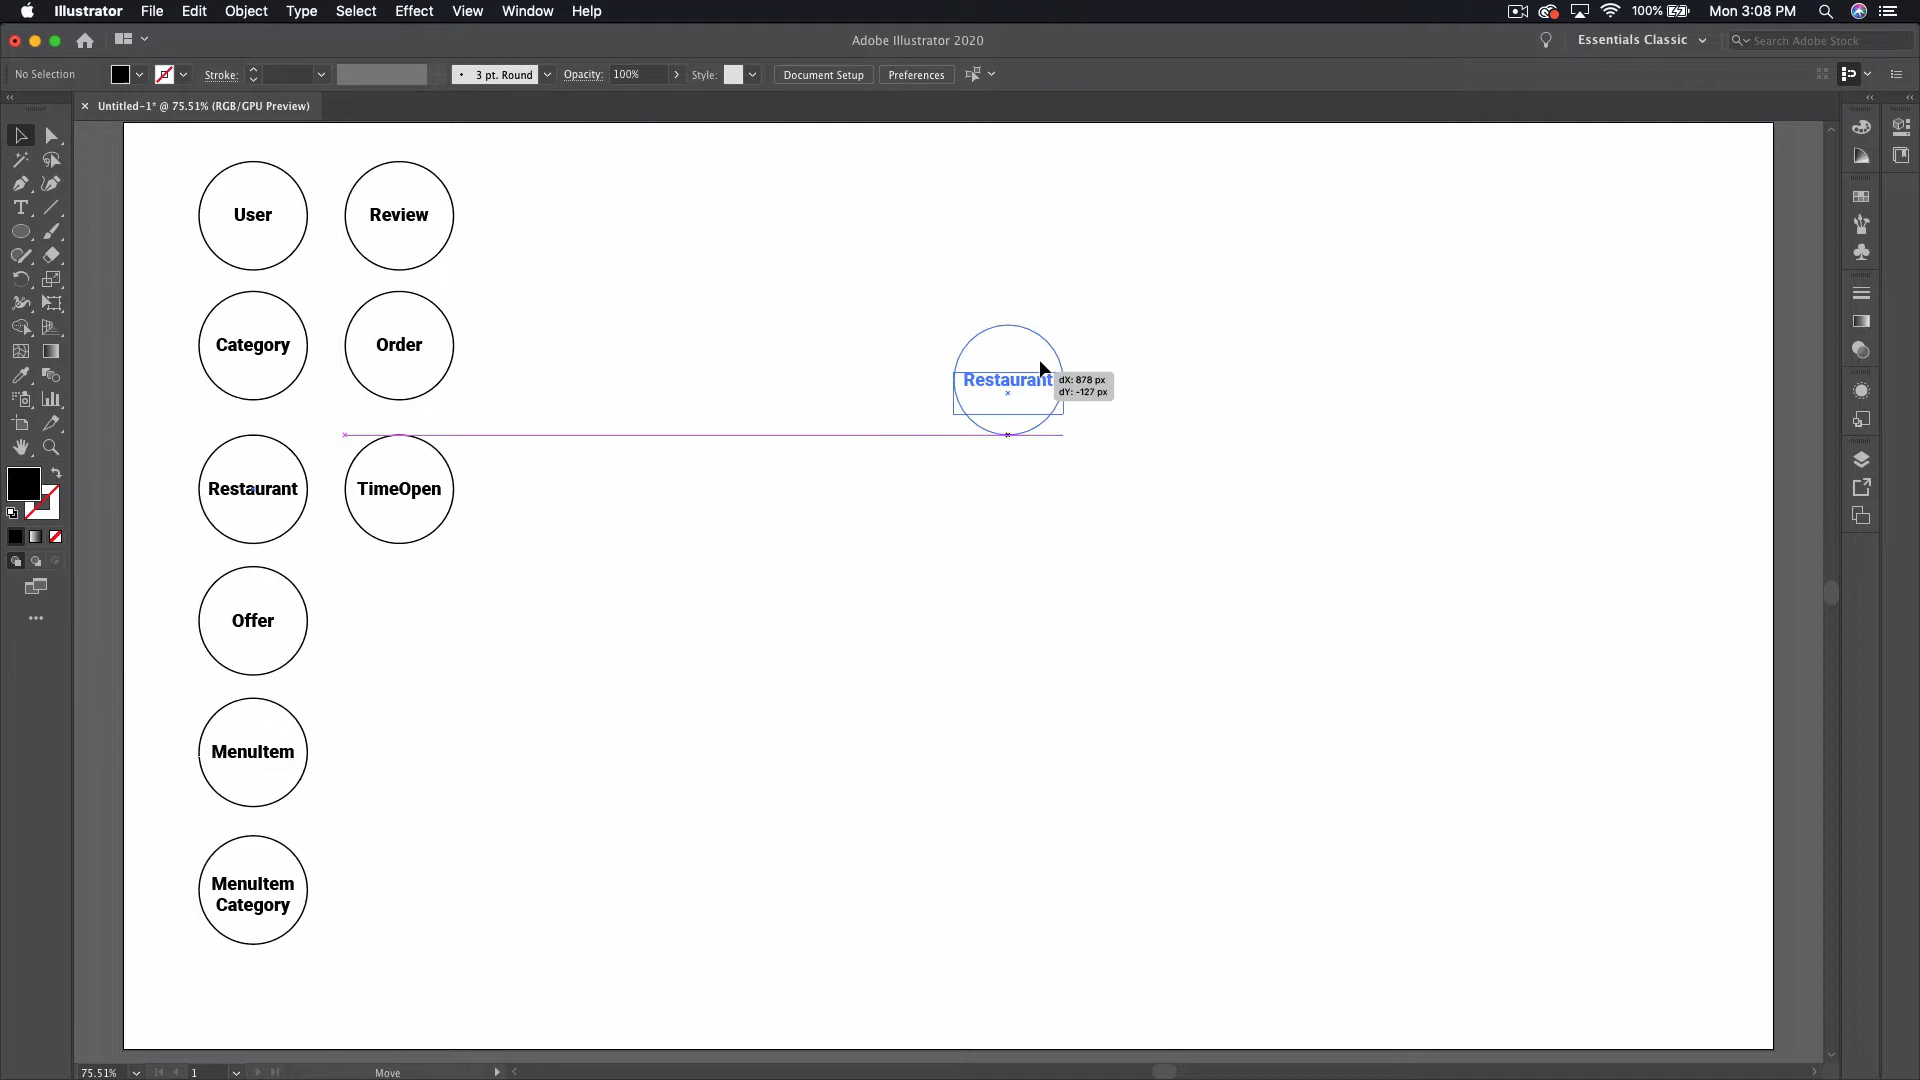 Illustrator File Edit Object Type Select Effect View Window Help
100% Mon 3:08 PM
Adobe Illustrator 2020
Essentials Classic
Search Adobe Stock
No Selection
Stroke:
3 pt. Round
Opacity: 100%
Style:
Document Setup
Preferences
Untitled-1* @ 75.51% (RGB/GPU Preview)
User
Review
Category
Order
Restaurant
dX: 878 px
dY: -127 px
Restaurant
TimeOpen
Offer
MenuItem
MenuItem
Category
75.51%
1
Move